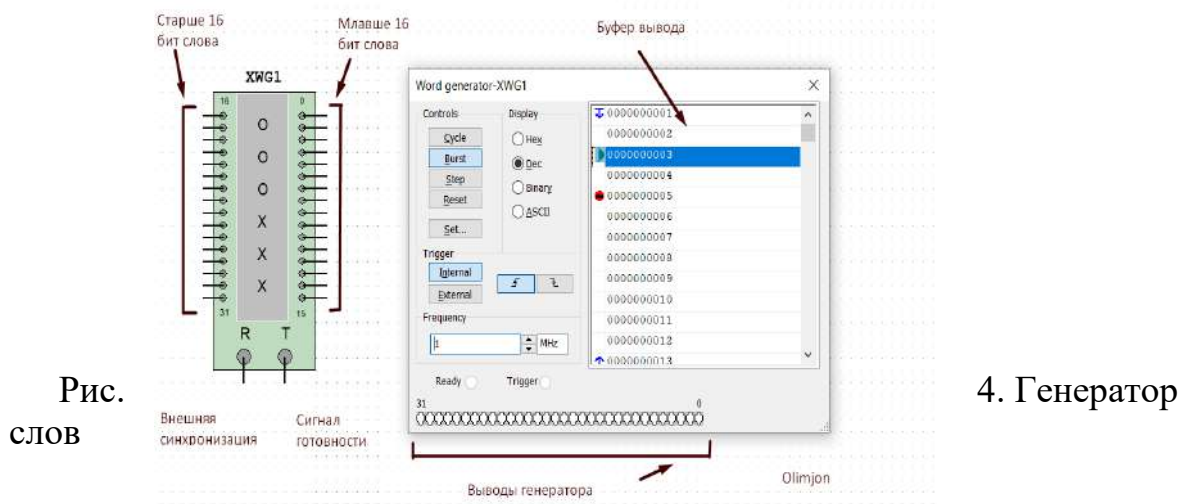 Старше 16
бит слова
Млавше 16
бит слова
Буфер вывода
XWG1
16 0
O
O
O
X
X
X
31 15
R T
Внешняя
синхронизация
Сигнал
готовности
Word generator-XWG1
Controls
Cycle
Burst
Step
Reset
Set...
Display
Hex
Dec
Binary
ASCII
Trigger
Internal
External
Frequency
1 MHz
Ready Trigger
31 0
0000000001
0000000002
0000000003
0000000004
0000000005
0000000006
0000000007
0000000008
0000000009
0000000010
0000000011
0000000012
0000000013
Выводы генератора
Olimjon
Рис. 4. Генератор
слов